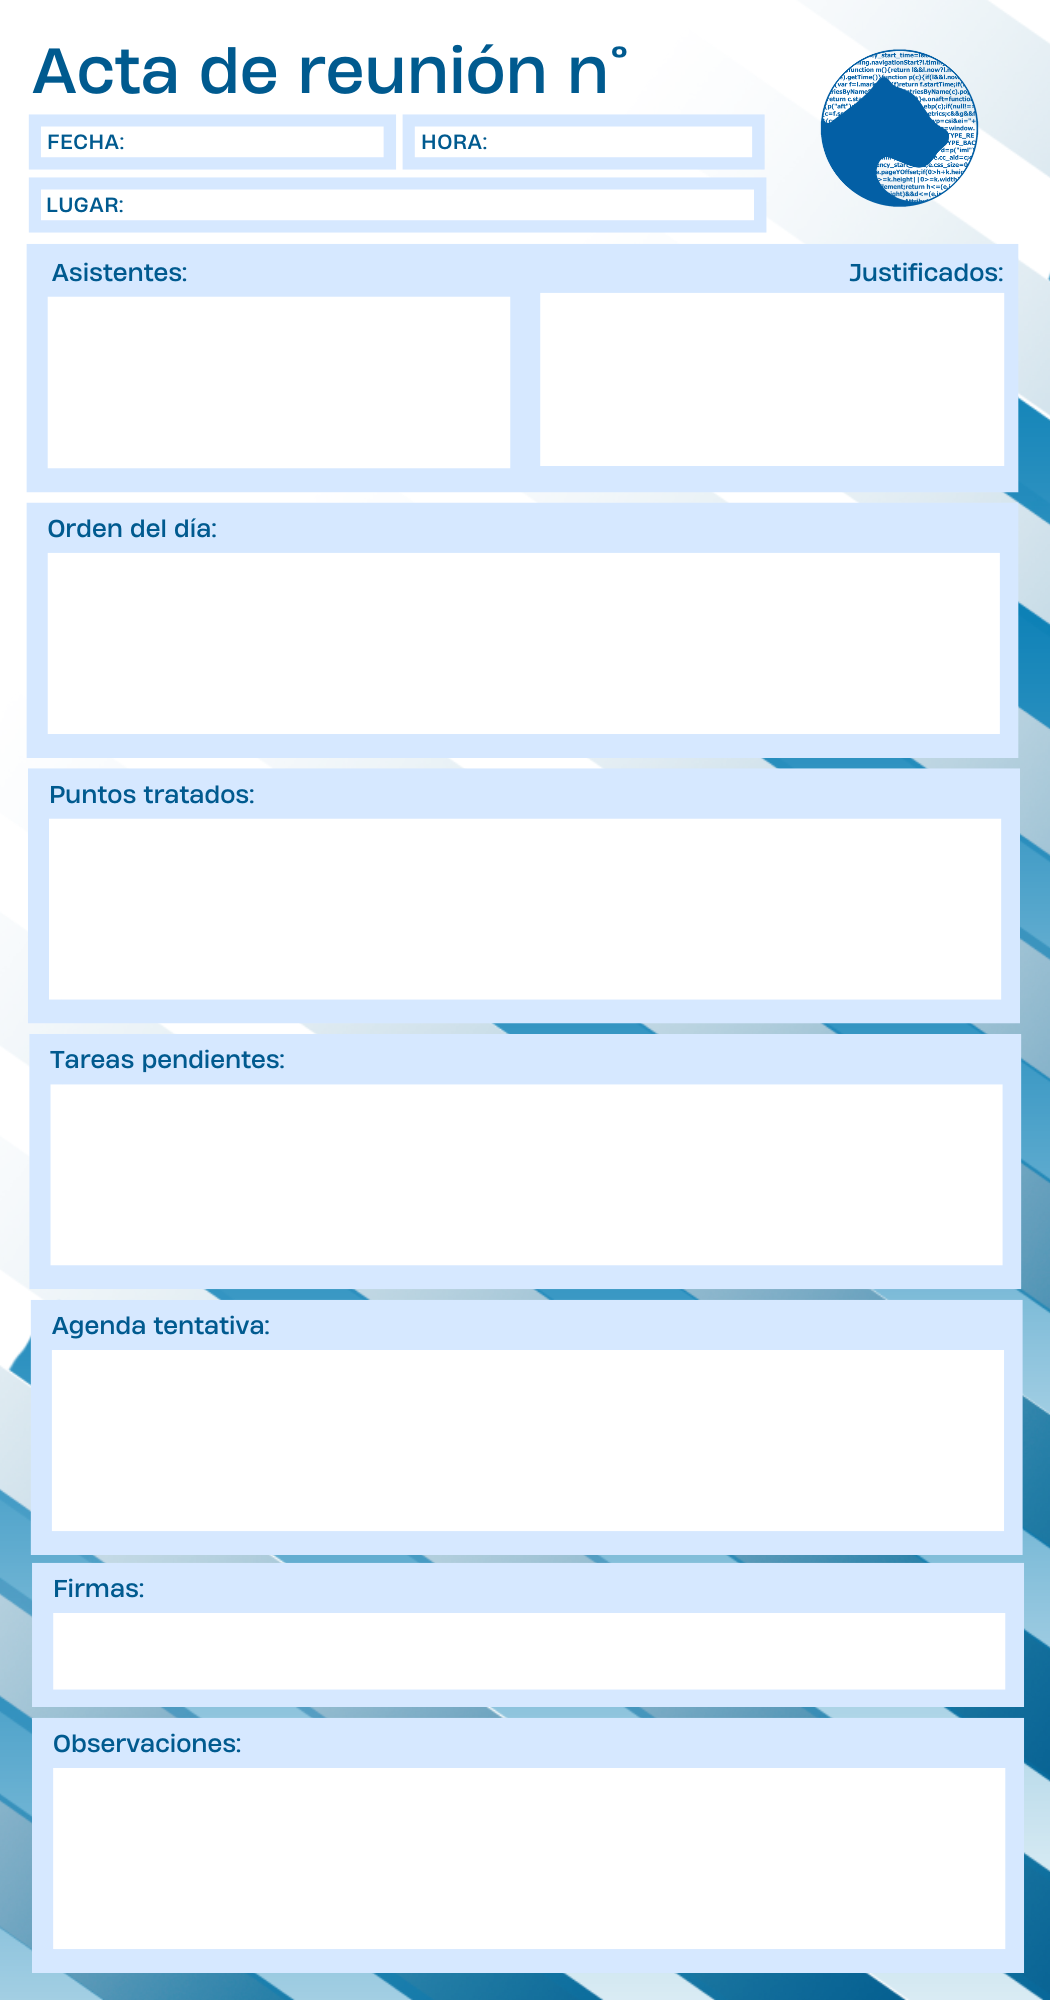 Acta de reunión n°
FECHA:
HORA:
LUGAR:
Asistentes:
Justificados:
Orden del día:
Puntos tratados:
Tareas pendientes:
Agenda tentativa:
Firmas:
Observaciones: